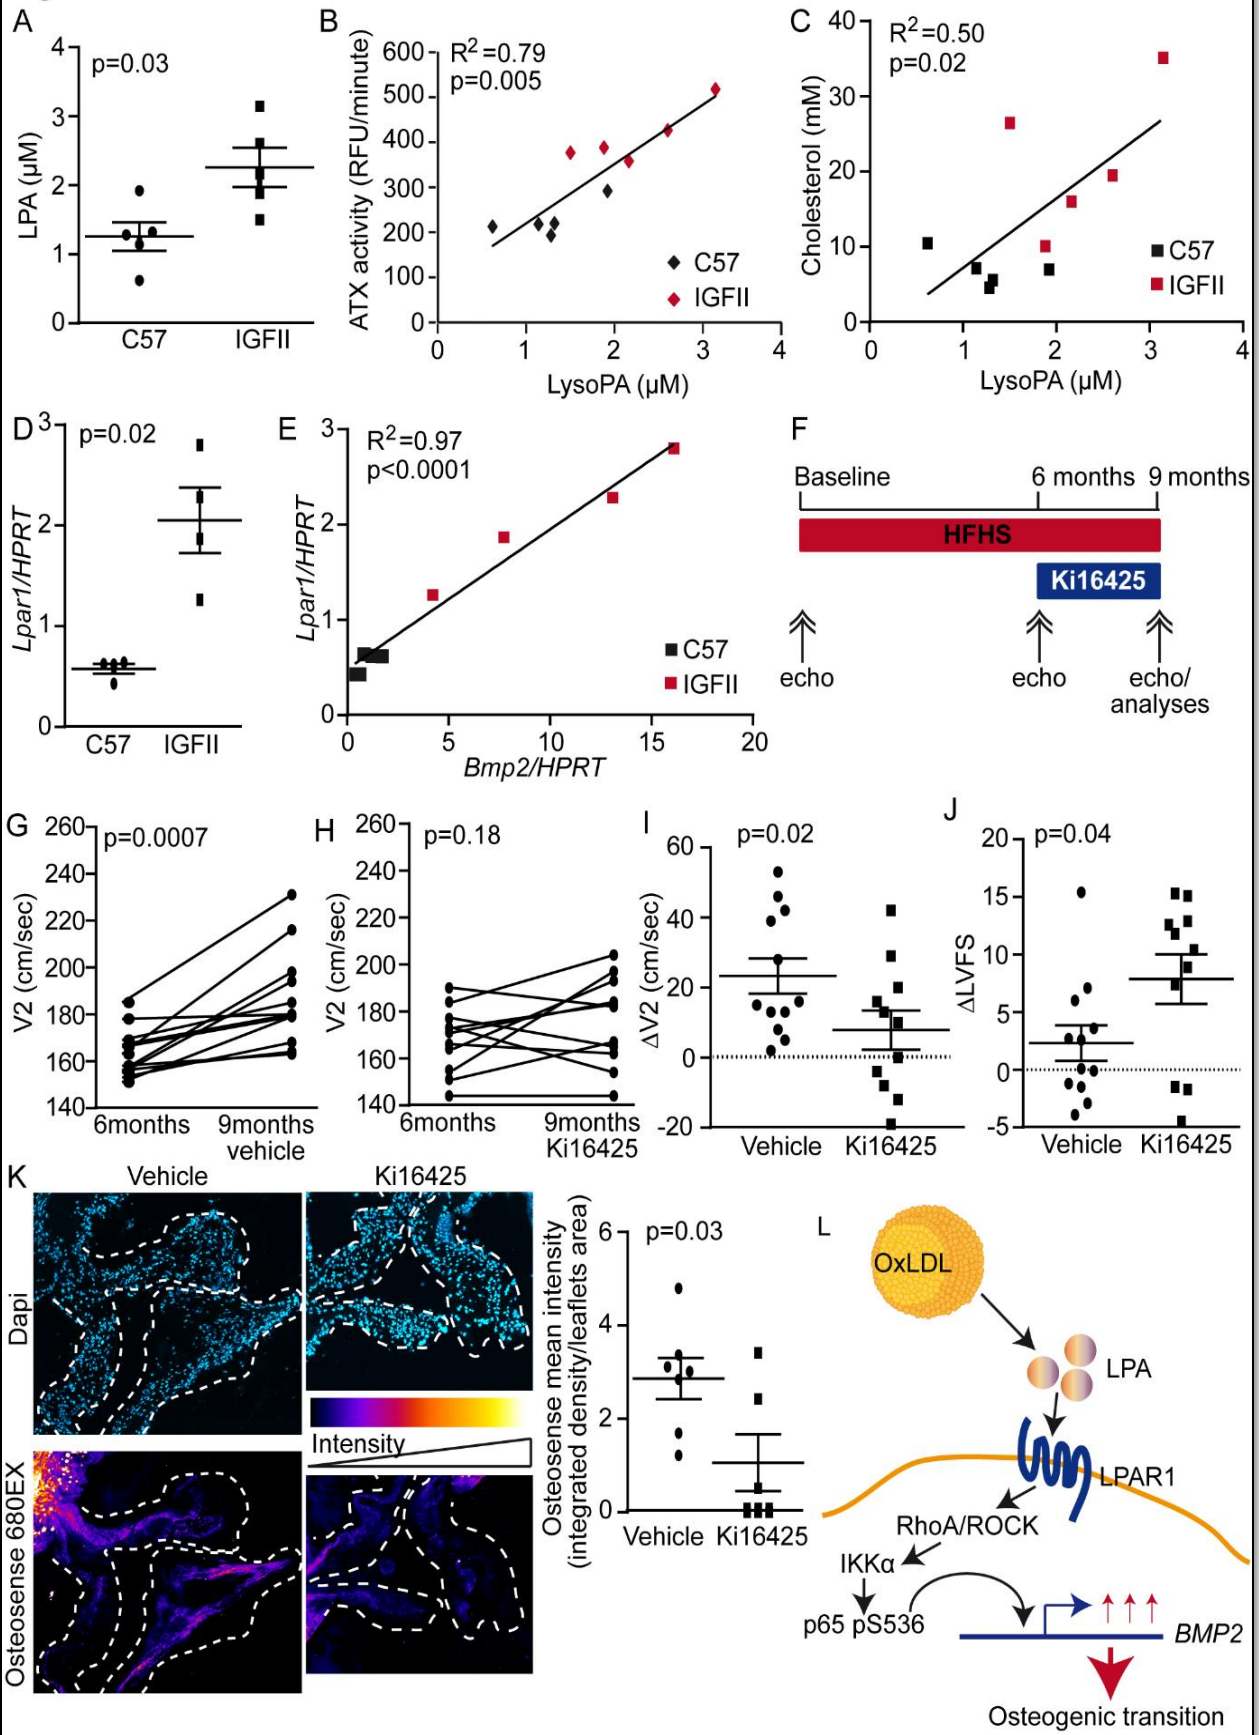 A
p=0.03
LPA (µM)
4
3
2
1
0
C57
IGFII
B
R²=0.79
p=0.005
ATX activity (RFU/minute)
600
500
400
300
200
100
0
C57
IGFII
0
1
2
3
4
LysoPA (µM)
C
R²=0.50
p=0.02
Cholesterol (mM)
40
30
20
10
0
C57
IGFII
0
1
2
3
4
LysoPA (µM)
D
p=0.02
Lpar1/HPRT
3
2
1
0
C57
IGFII
E
R²=0.97
p<0.0001
Lpar1/HPRT
3
2
1
0
C57
IGFII
0
5
10
15
20
Bmp2/HPRT
F
Baseline
6 months
9 months
HFHS
Ki16425
echo
echo
echo/
analyses
G
p=0.0007
V2 (cm/sec)
260
240
220
200
180
160
140
6months
9months
vehicle
H
p=0.18
V2 (cm/sec)
260
240
220
200
180
160
140
6months
9months
Ki16425
I
p=0.02
ΔV2 (cm/sec)
60
40
20
0
-20
Vehicle
Ki16425
J
p=0.04
ΔLVFS
20
15
10
5
0
-5
Vehicle
Ki16425
K
Vehicle
Ki16425
Dapi
Osteosense 680EX
Intensity
Osteosense mean intensity
(integrated density/leaflets area)
p=0.03
6
4
2
0
Vehicle
Ki16425
L
OxLDL
LPA
LPAR1
RhoA/ROCK
IKKα
p65 pS536
BMP2
Osteogenic transition